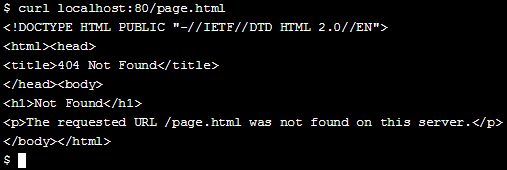 $ curl localhost:80/page.html
<!DOCTYPE HTML PUBLIC "-//IETF//DTD HTML 2.0//EN">
<html><head>
<title>404 Not Found</title>
</head><body>
<h1>Not Found</h1>
<p>The requested URL /page.html was not found on this server.</p>
</body></html>
$